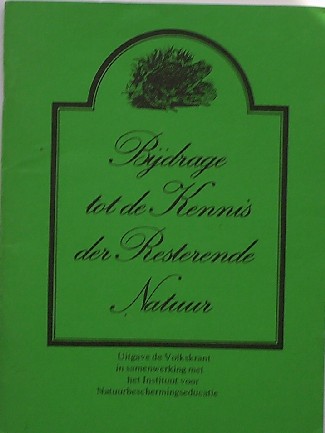 Bijdrage
tot de Kennis
der Resterende
Natuur
Uitgave de Volkskrant
in samenwerking met
het Instituut voor
Natuurbeschermingseducatie